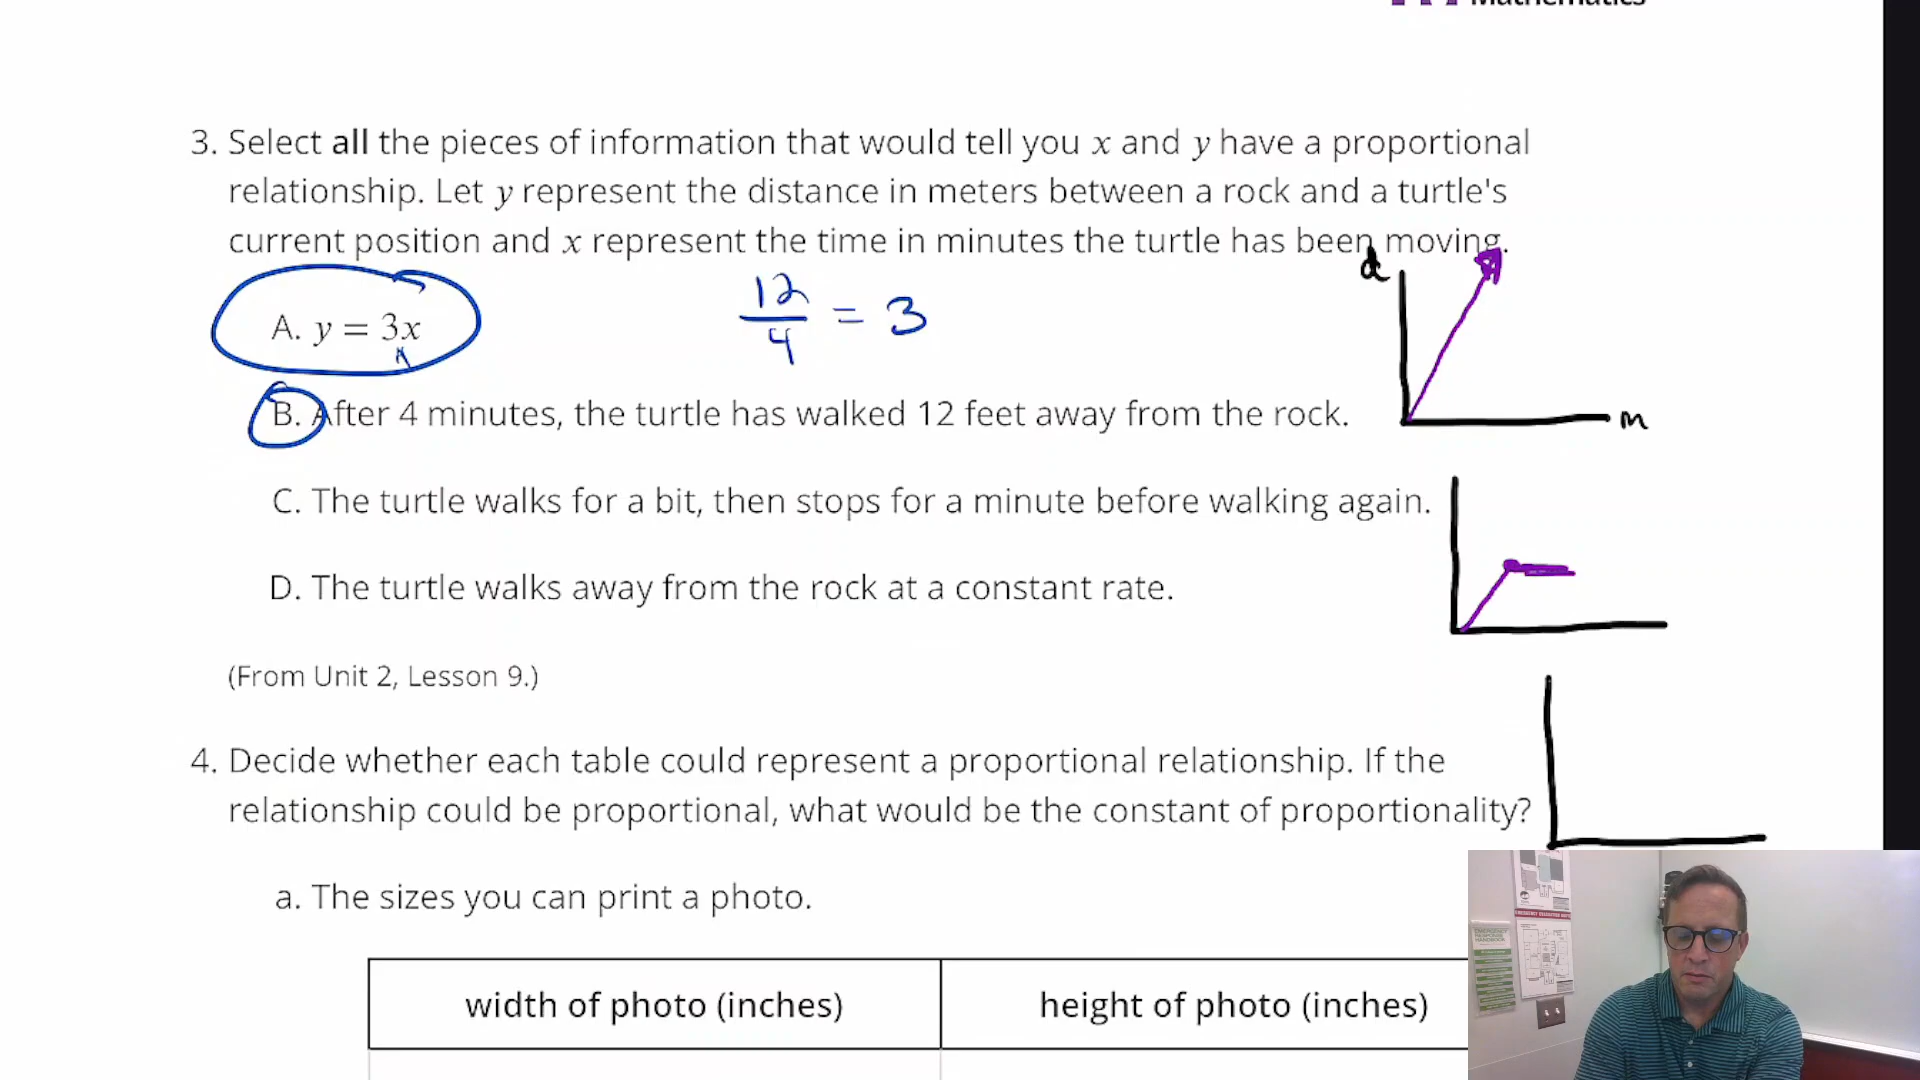 Mathematics
3. Select all the pieces of information that would tell you x and y have a proportional
relationship. Let y represent the distance in meters between a rock and a turtle's
current position and x represent the time in minutes the turtle has been moving.
A. y = 3x
12
4
= 3
d
m
B. After 4 minutes, the turtle has walked 12 feet away from the rock.
C. The turtle walks for a bit, then stops for a minute before walking again.
D. The turtle walks away from the rock at a constant rate.
(From Unit 2, Lesson 9.)
4. Decide whether each table could represent a proportional relationship. If the
relationship could be proportional, what would be the constant of proportionality?
a. The sizes you can print a photo.
width of photo (inches)
height of photo (inches)